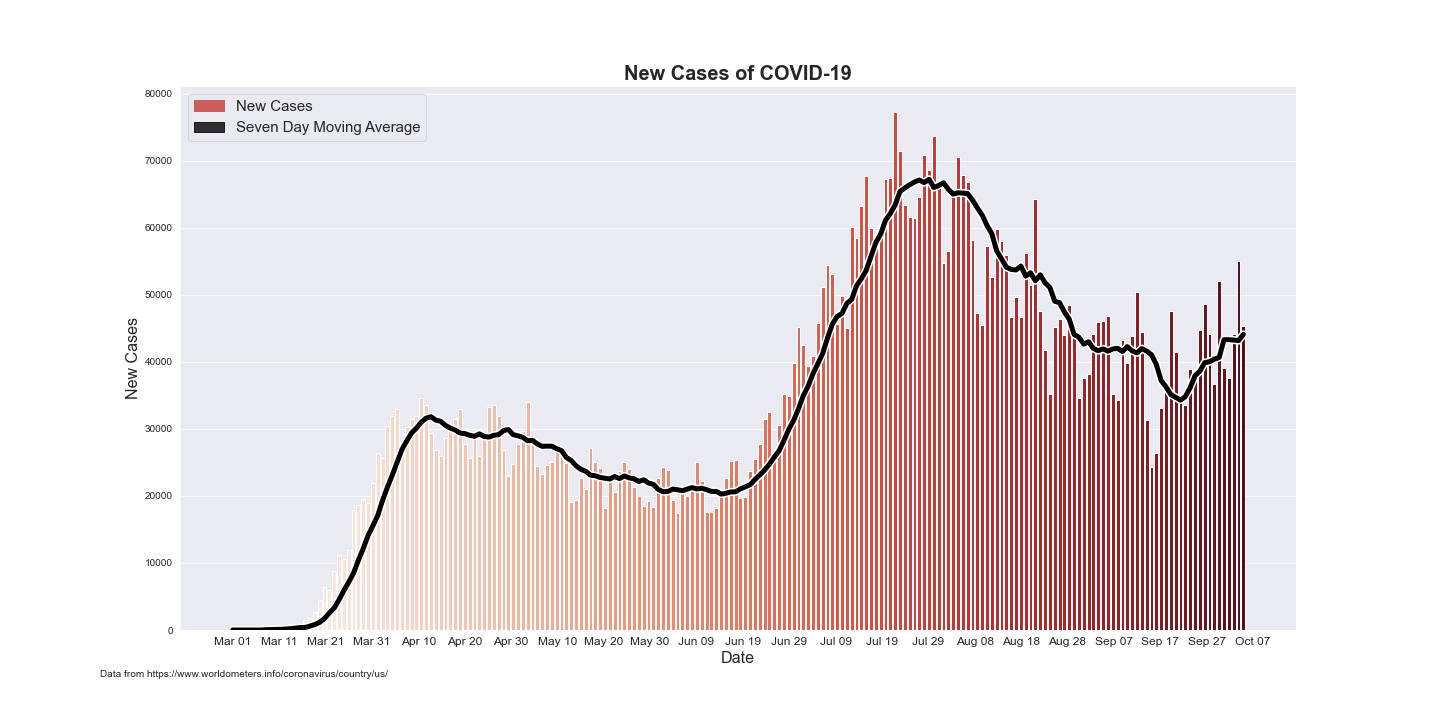 New Cases of COVID-19
New Cases
Seven Day Moving Average
80000
70000
60000
50000
40000
30000
20000
10000
0
New Cases
Mar 01 Mar 11 Mar 21 Mar 31 Apr 10 Apr 20 Apr 30 May 10 May 20 May 30 Jun 09 Jun 19 Jun 29 Jul 09 Jul 19 Jul 29 Aug 08 Aug 18 Aug 28 Sep 07 Sep 17 Sep 27 Oct 07
Date
Data from https://www.worldometers.info/coronavirus/country/us/